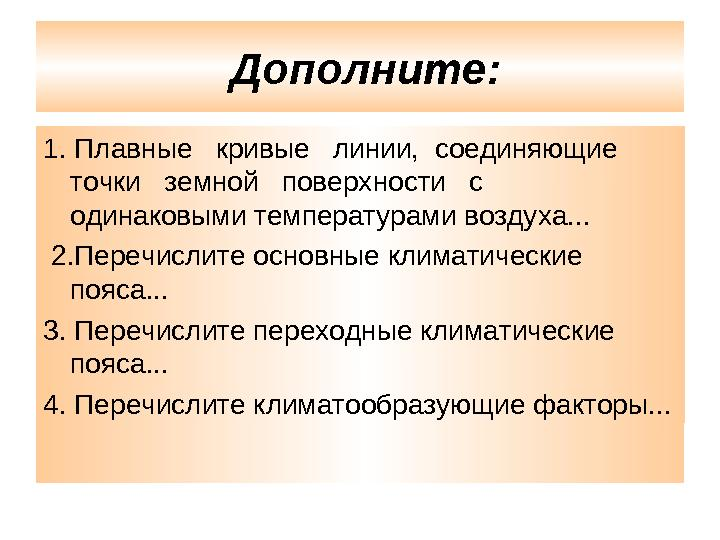 Дополните:
1. Плавные кривые линии, соединяющие
точки земной поверхности с
одинаковыми температурами воздуха...
2.Перечислите основные климатические
пояса...
3. Перечислите переходные климатические
пояса...
4. Перечислите климатообразующие факторы...